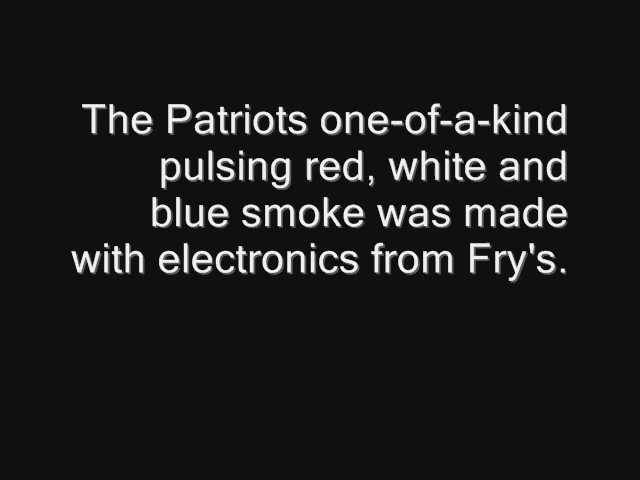 The Patriots one-of-a-kind
pulsing red, white and
blue smoke was made
with electronics from Fry's.